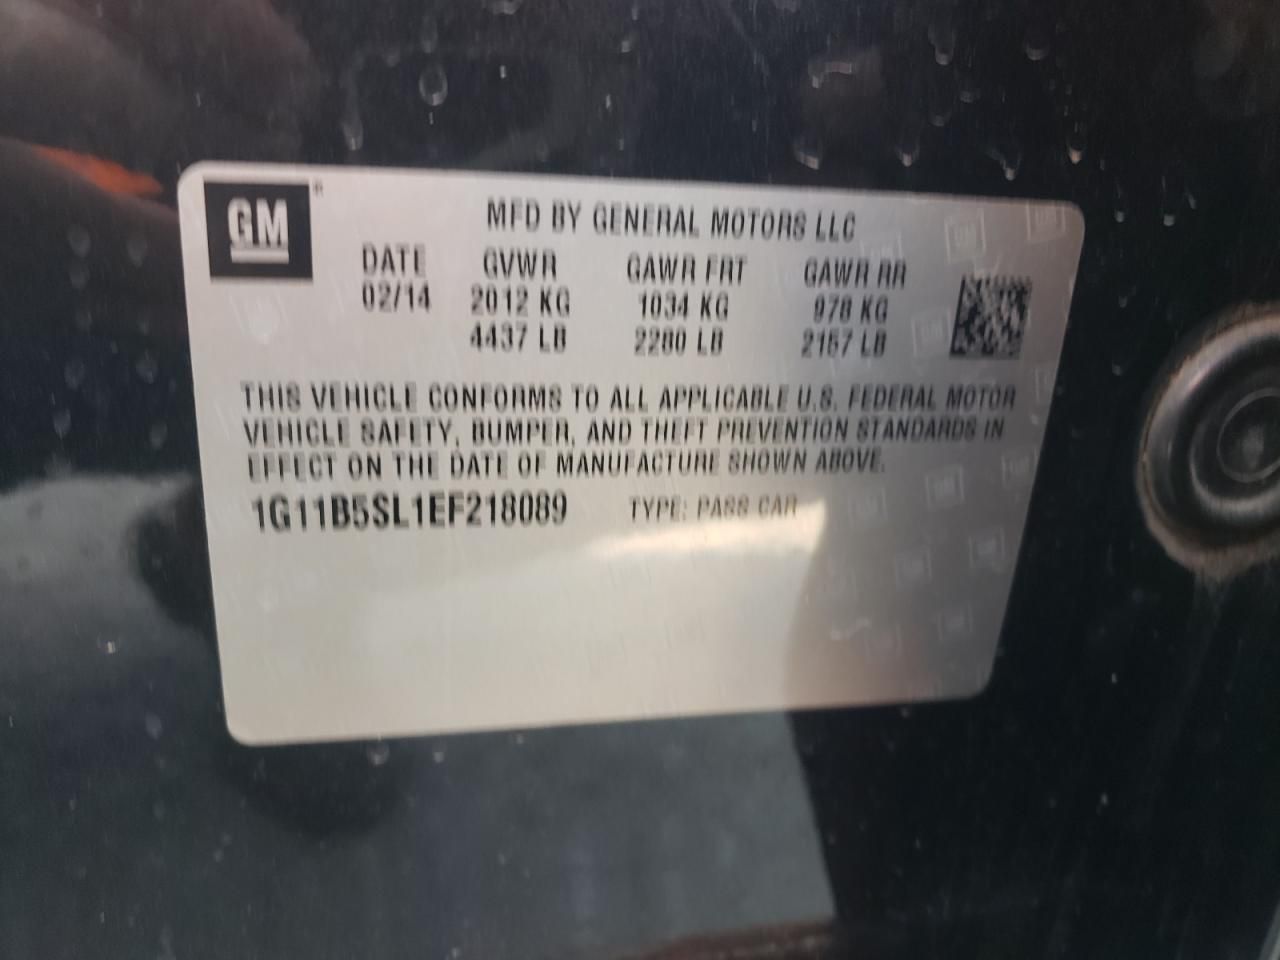 GM ®
MFD BY GENERAL MOTORS LLC
DATE GVWR GAWR FRT GAWR RR
02/14 2012 KG 1034 KG 978 KG
4437 LB 2280 LB 2157 LB
THIS VEHICLE CONFORMS TO ALL APPLICABLE U.S. FEDERAL MOTOR
VEHICLE SAFETY, BUMPER, AND THEFT PREVENTION STANDARDS IN
EFFECT ON THE DATE OF MANUFACTURE SHOWN ABOVE.
1G11B5SL1EF218089 TYPE: PASS CAR